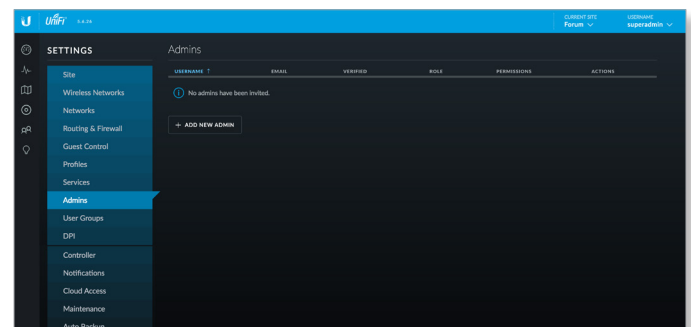 U UniFi 5.6.26
CURRENT SITE
Forum
USERNAME
superadmin
SETTINGS
Site
Wireless Networks
Networks
Routing & Firewall
Guest Control
Profiles
Services
Admins
User Groups
DPI
Controller
Notifications
Cloud Access
Maintenance
Auto Backup
Admins
USERNAME ↑ EMAIL VERIFIED ROLE PERMISSIONS ACTIONS
No admins have been invited.
+ ADD NEW ADMIN